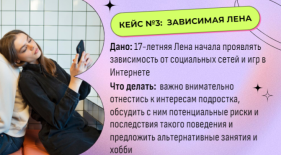 КЕЙС №3: ЗАВИСИМАЯ ЛЕНА
Дано: 17-летняя Лена начала проявлять
зависимость от социальных сетей и игр в
Интернете
Что делать: важно внимательно
отнестись к интересам подростка,
обсудить с ним потенциальные риски и
последствия такого поведения и
предложить альтернативные занятия и
хобби